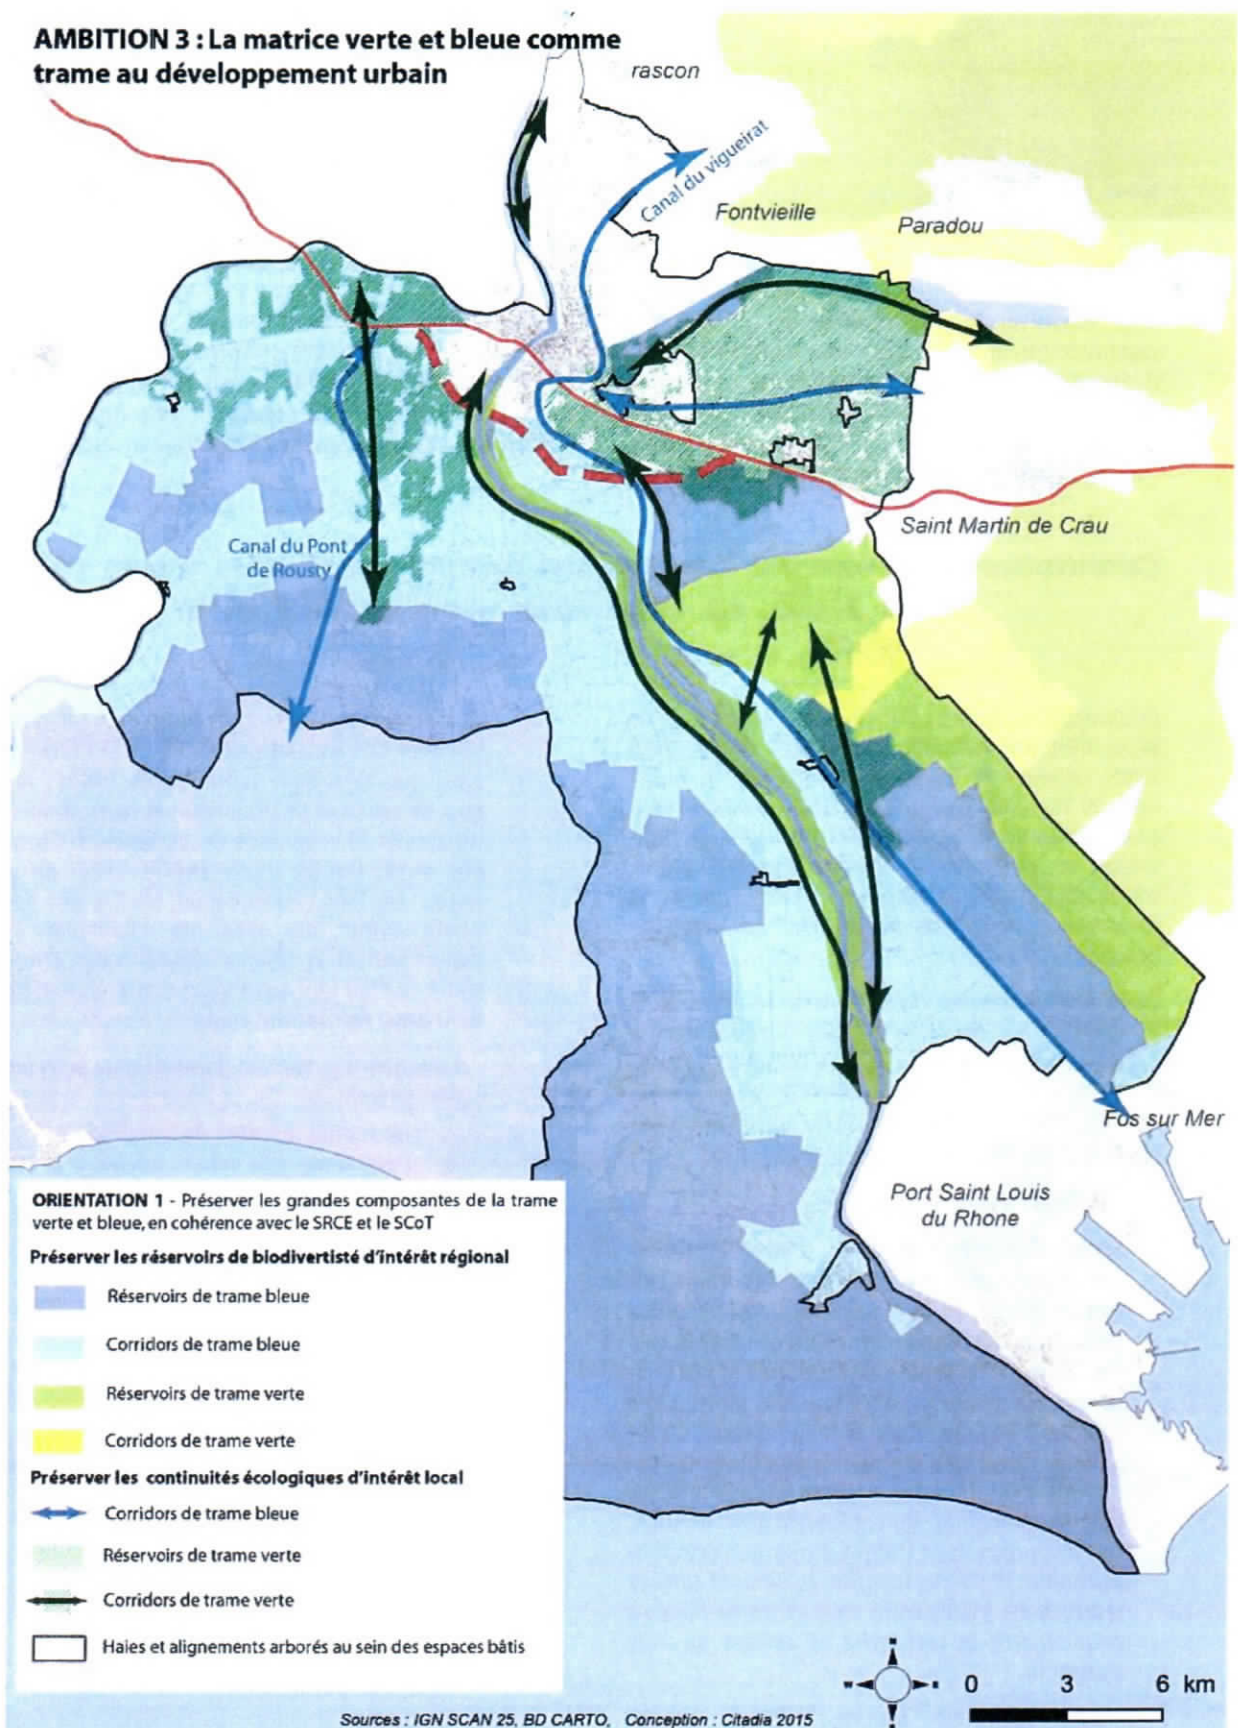 AMBITION 3 : La matrice verte et bleue comme
trame au développement urbain
rascon
Canal du vigueirat
Fontvieille
Paradou
Saint Martin de Crau
Canal du Pont
de Rousty
Fos sur Mer
Port Saint Louis
du Rhone
ORIENTATION 1 - Préserver les grandes composantes de la trame
verte et bleue, en cohérence avec le SRCE et le SCoT
Préserver les réservoirs de biodivertisté d'intérêt régional
Réservoirs de trame bleue
Corridors de trame bleue
Réservoirs de trame verte
Corridors de trame verte
Préserver les continuités écologiques d'intérêt local
Corridors de trame bleue
Réservoirs de trame verte
Corridors de trame verte
Haies et alignements arborés au sein des espaces bâtis
0 3 6 km
Sources : IGN SCAN 25, BD CARTO, Conception : Citadia 2015